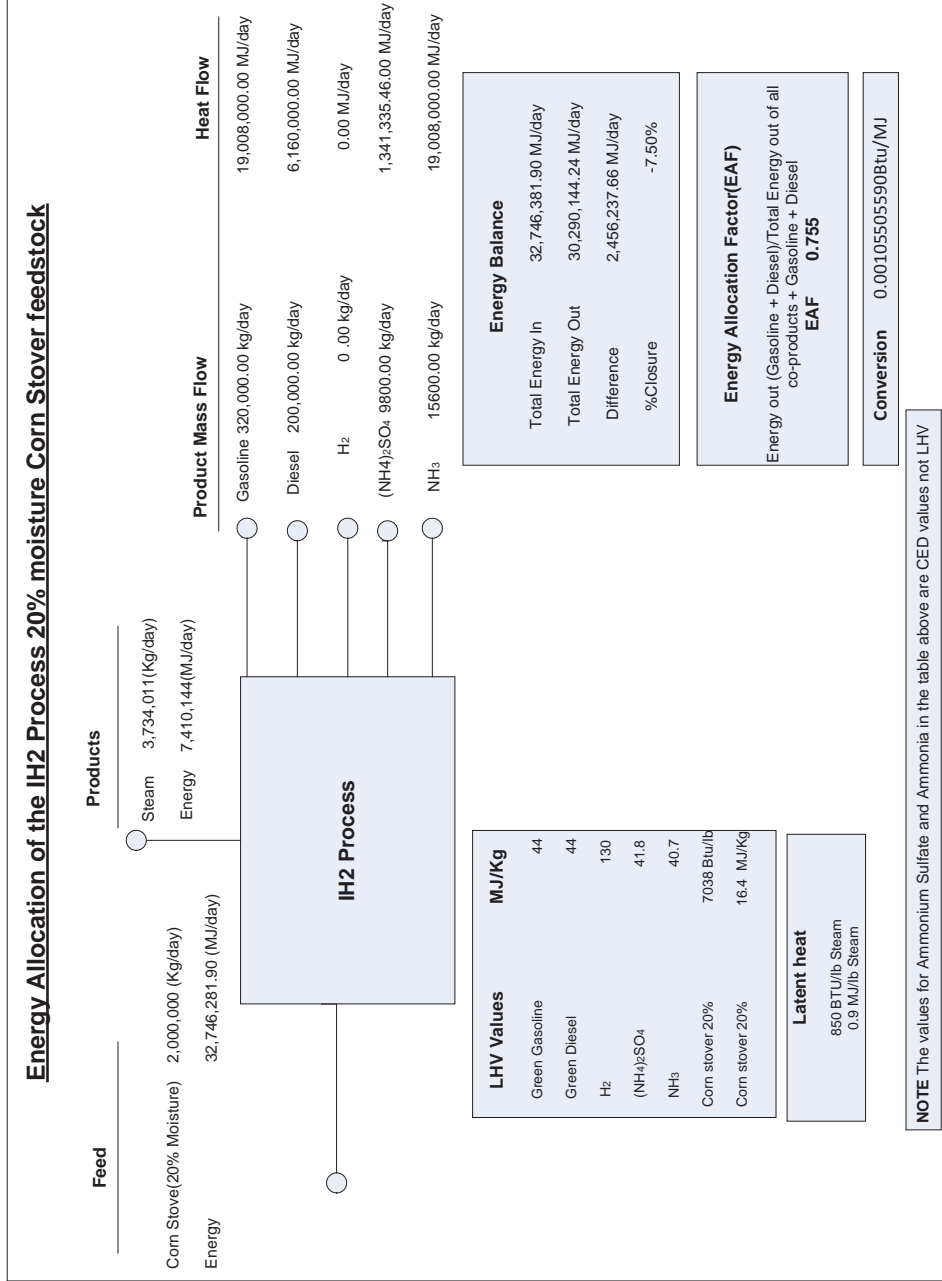 Energy Allocation of the IH2 Process 20% moisture Corn Stover feedstock
Feed
Corn Stove(20% Moisture) 2,000,000 (Kg/day)
Energy 32,746,281.90 (MJ/day)
Products
Steam 3,734,011(Kg/day)
Energy 7,410,144(MJ/day)
IH2 Process
Product Mass Flow Heat Flow
Gasoline 320,000.00 kg/day 19,008,000.00 MJ/day
Diesel 200,000.00 kg/day 6,160,000.00 MJ/day
H2 0 .00 kg/day 0.00 MJ/day
(NH4)2SO4 9800.00 kg/day 1,341,335.46.00 MJ/day
NH3 15600.00 kg/day 19,008,000.00 MJ/day
LHV Values MJ/Kg
Green Gasoline 44
Green Diesel 44
H2 130
(NH4)2SO4 41.8
NH3 40.7
Corn stover 20% 7038 Btu/lb
Corn stover 20% 16.4 MJ/Kg
Latent heat
850 BTU/lb Steam
0.9 MJ/lb Steam
Energy Balance
Total Energy In 32,746,381.90 MJ/day
Total Energy Out 30,290,144.24 MJ/day
Difference 2,456,237.66 MJ/day
%Closure -7.50%
Energy Allocation Factor(EAF)
Energy out (Gasoline + Diesel)/Total Energy out of all
co-products + Gasoline + Diesel
EAF 0.755
Conversion 0.00105505590Btu/MJ
NOTE The values for Ammonium Sulfate and Ammonia in the table above are CED values not LHV